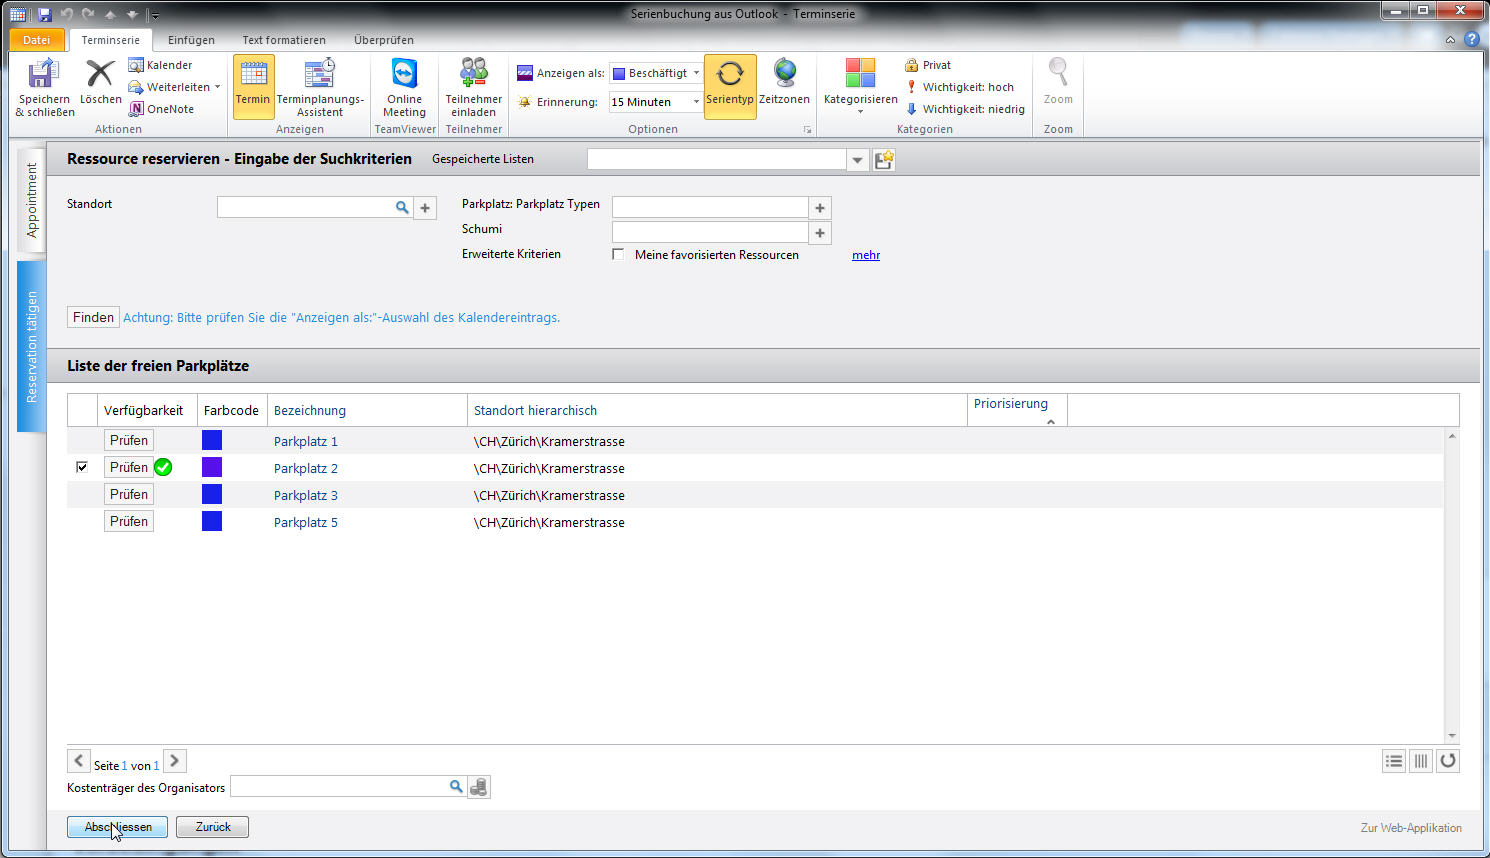 Serienbuchung aus Outlook - Terminserie
Datei Terminserie Einfügen Text formatieren Überprüfen
Speichern & schließen
Löschen
Kalender
Weiterleiten
OneNote
Aktionen
Termin
Terminplanungs-Assistent
Anzeigen
Online Meeting
TeamViewer
Teilnehmer einladen
Teilnehmer
Anzeigen als: Beschäftigt
Erinnerung: 15 Minuten
Serientyp
Zeitzonen
Optionen
Kategorisieren
Privat
Wichtigkeit: hoch
Wichtigkeit: niedrig
Kategorien
Zoom
Zoom
Appointment
Reservation tätigen
Ressource reservieren - Eingabe der Suchkriterien Gespeicherte Listen
Standort
Parkplatz: Parkplatz Typen
Schumi
Erweiterte Kriterien Meine favorisierten Ressourcen mehr
Finden Achtung: Bitte prüfen Sie die "Anzeigen als:"-Auswahl des Kalendereintrags.
Liste der freien Parkplätze
Verfügbarkeit Farbcode Bezeichnung Standort hierarchisch Priorisierung
Prüfen Parkplatz 1 \CH\Zürich\Kramerstrasse
Prüfen Parkplatz 2 \CH\Zürich\Kramerstrasse
Prüfen Parkplatz 3 \CH\Zürich\Kramerstrasse
Prüfen Parkplatz 5 \CH\Zürich\Kramerstrasse
Seite 1 von 1
Kostenträger des Organisators
Abschliessen Zurück Zur Web-Applikation